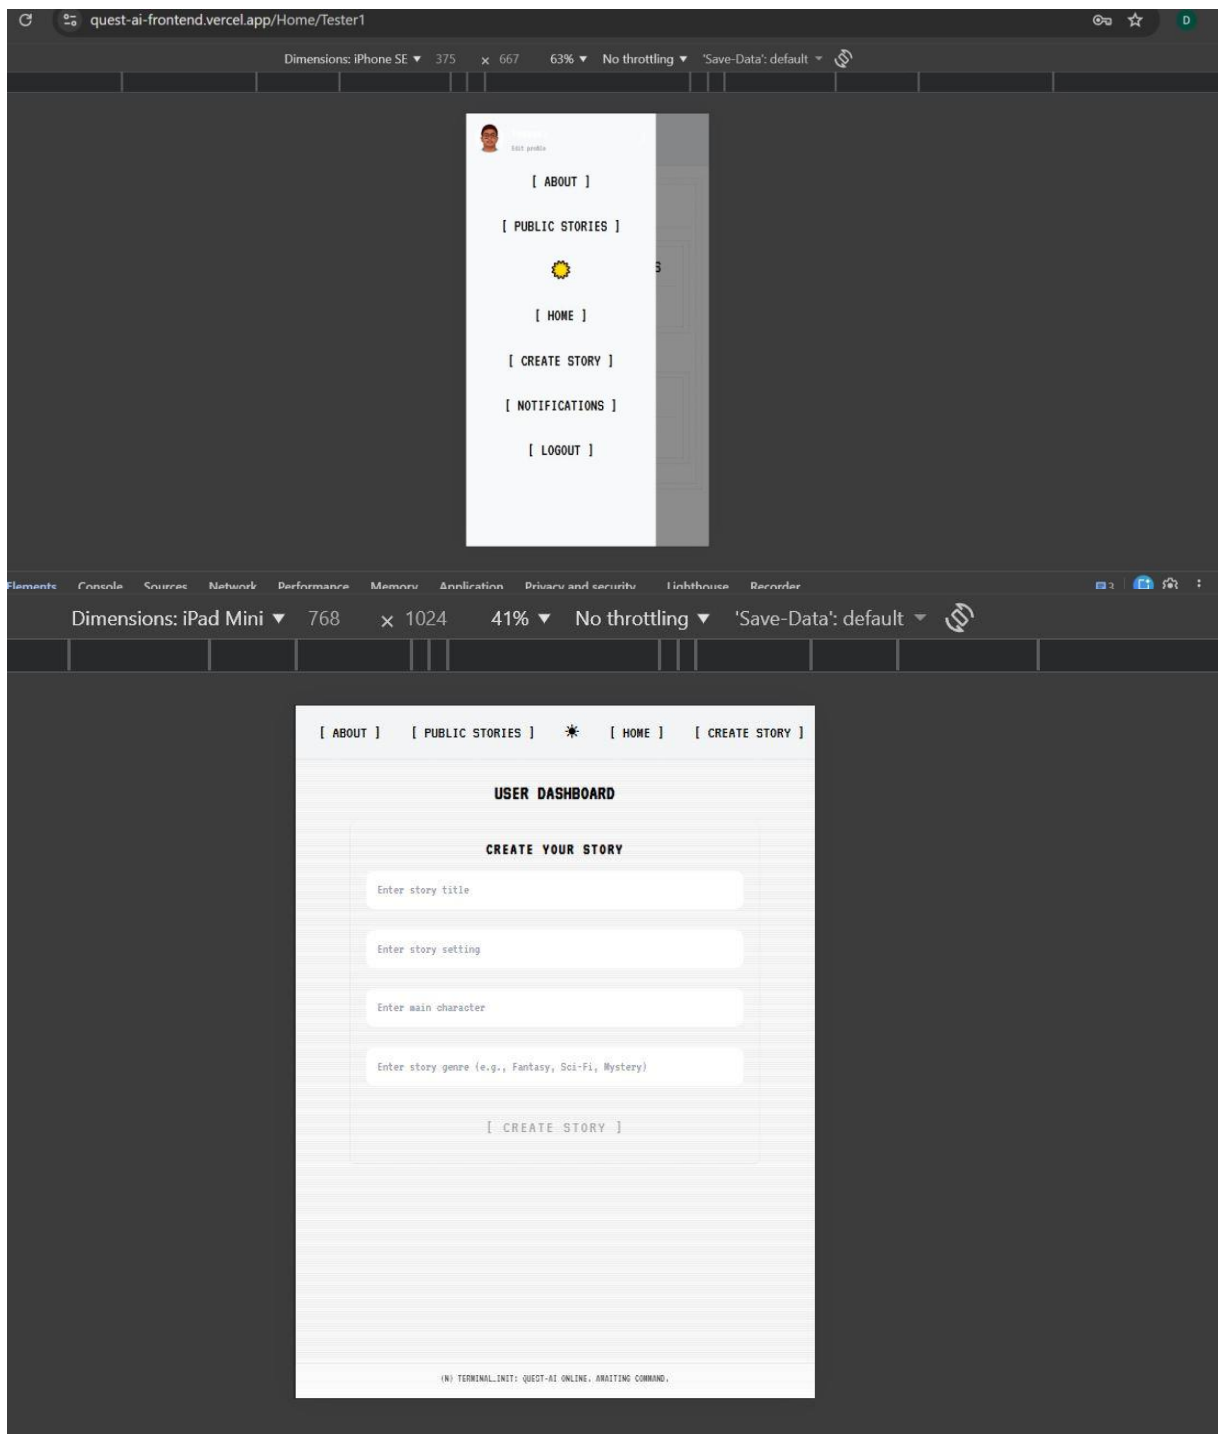 quest-ai-frontend.vercel.app/Home/Tester1
D
Dimensions: iPhone SE ▼ 375 × 667 63% ▼ No throttling ▼ 'Save-Data': default ▼
Edit profile
[ ABOUT ]
[ PUBLIC STORIES ]
S
[ HOME ]
[ CREATE STORY ]
[ NOTIFICATIONS ]
[ LOGOUT ]
Elements Console Sources Network Performance Memory Application Privacy and security Lighthouse Recorder 3
Dimensions: iPad Mini ▼ 768 × 1024 41% ▼ No throttling ▼ 'Save-Data': default ▼
[ ABOUT ] [ PUBLIC STORIES ] [ HOME ] [ CREATE STORY ]
USER DASHBOARD
CREATE YOUR STORY
Enter story title
Enter story setting
Enter main character
Enter story genre (e.g., Fantasy, Sci-Fi, Mystery)
[ CREATE STORY ]
(N) TERMINAL_INIT: QUEST-AI ONLINE. AWAITING COMMAND.